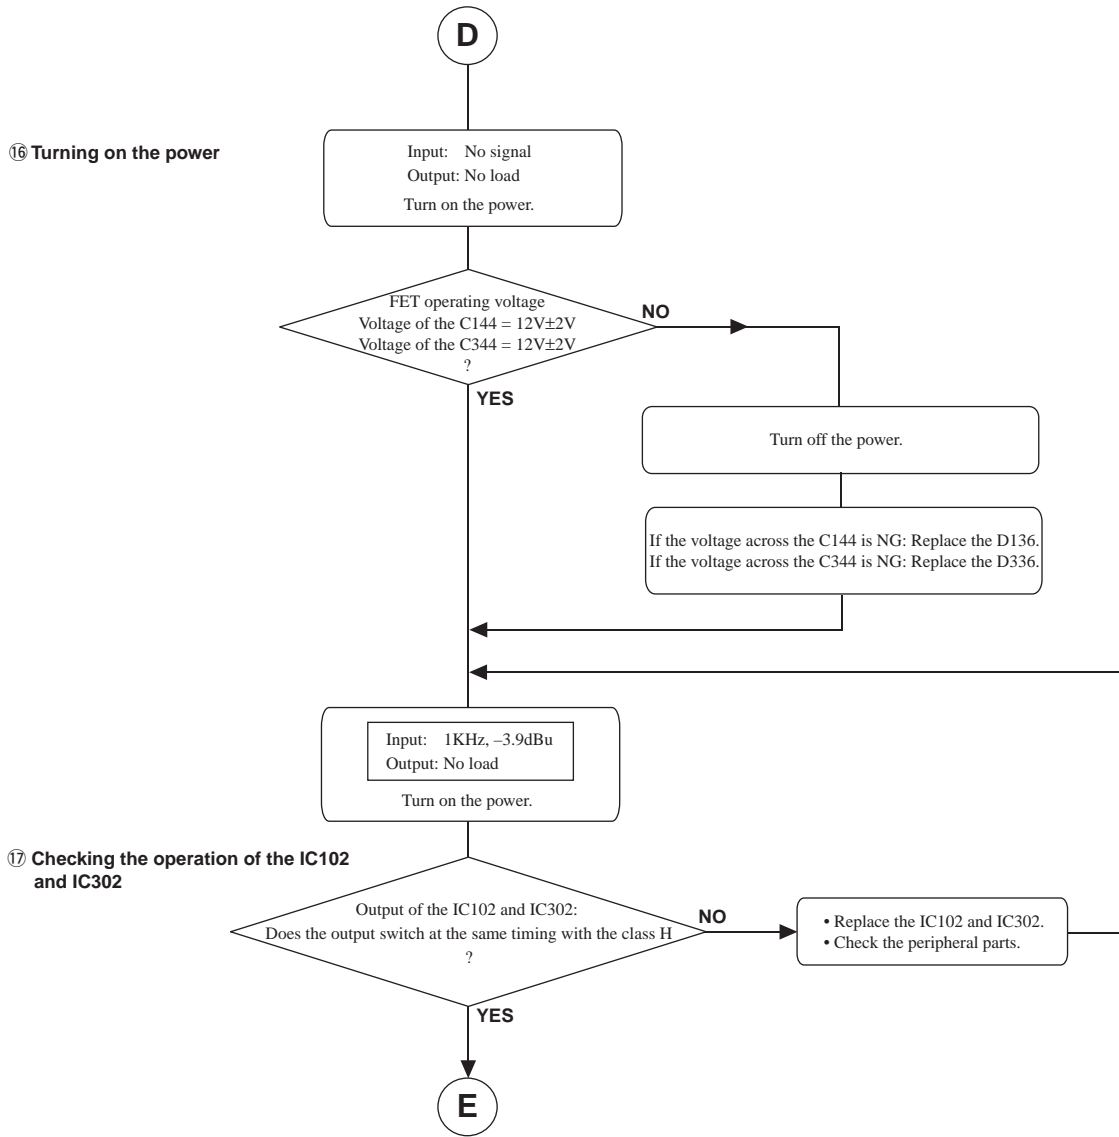 D
⑯ Turning on the power
Input: No signal
Output: No load
Turn on the power.
FET operating voltage
Voltage of the C144 = 12V±2V
Voltage of the C344 = 12V±2V
?
NO
YES
Turn off the power.
If the voltage across the C144 is NG: Replace the D136.
If the voltage across the C344 is NG: Replace the D336.
Input: 1KHz, –3.9dBu
Output: No load
Turn on the power.
⑰ Checking the operation of the IC102
and IC302
Output of the IC102 and IC302:
Does the output switch at the same timing with the class H
?
NO
• Replace the IC102 and IC302.
• Check the peripheral parts.
YES
E